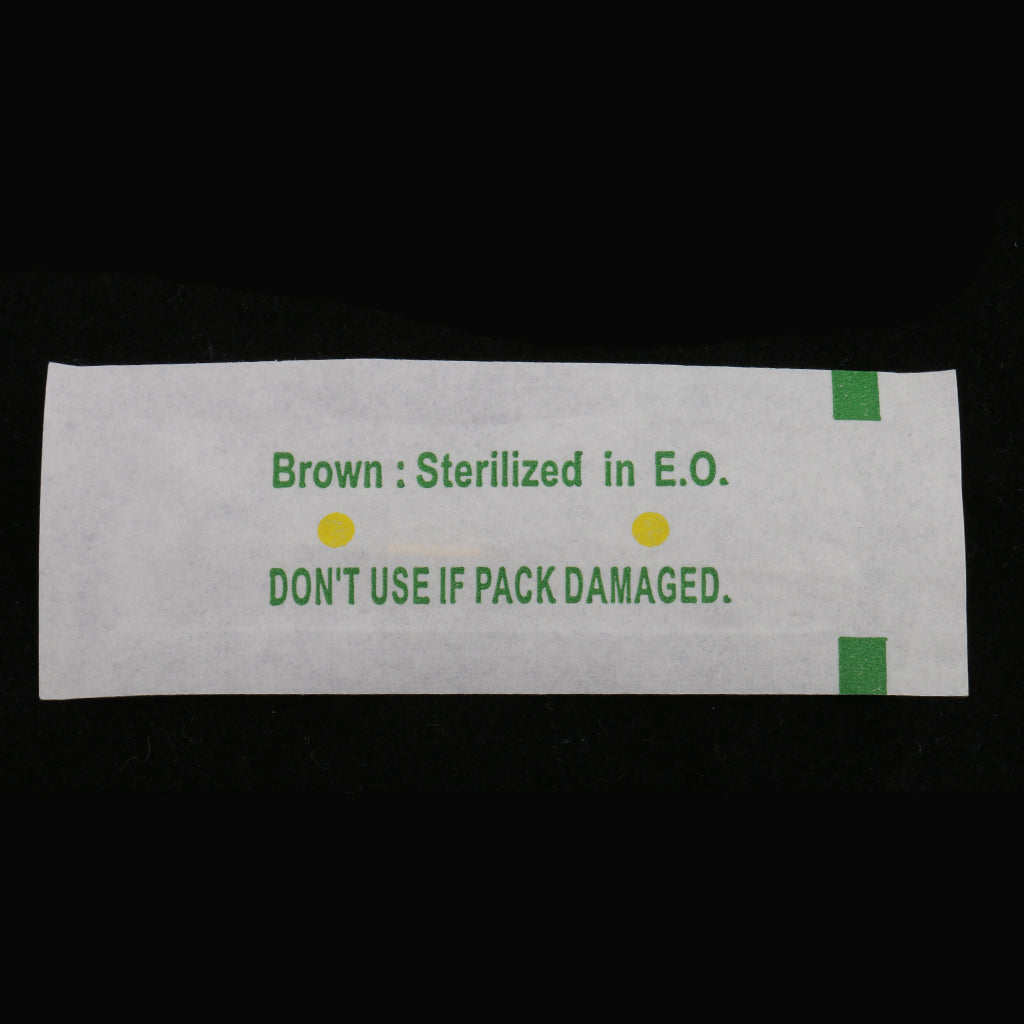 Brown : Sterilized in E.O.
DON'T USE IF PACK DAMAGED.